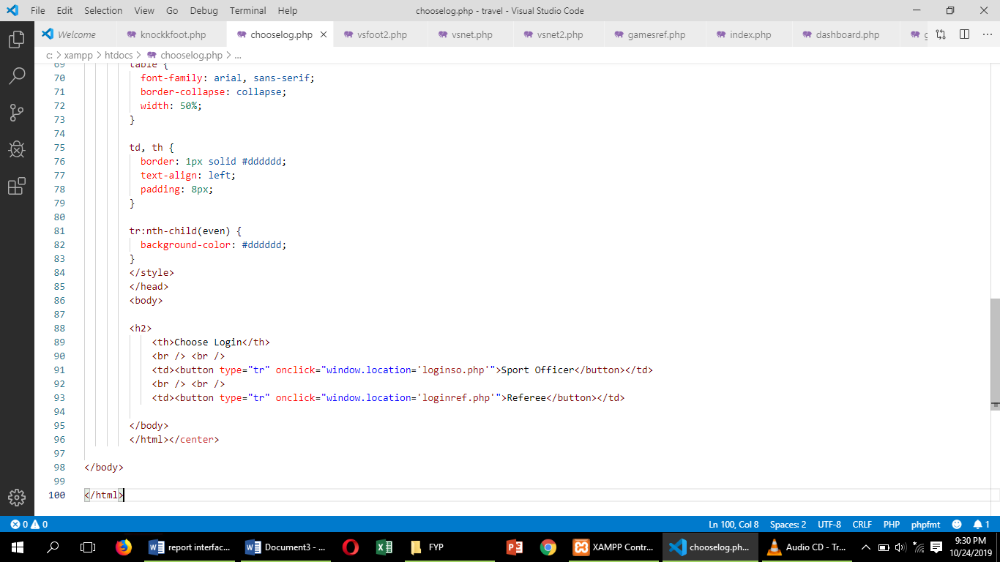 File Edit Selection View Go Debug Terminal Help chooselog.php - travel - Visual Studio Code
Welcome knockkfoot.php chooselog.php vsfoot2.php vsnet.php vsnet2.php gamesref.php index.php dashboard.php g
c: > xampp > htdocs > chooselog.php > ...
69 table {
70 font-family: arial, sans-serif;
71 border-collapse: collapse;
72 width: 50%;
73 }
74
75 td, th {
76 border: 1px solid #dddddd;
77 text-align: left;
78 padding: 8px;
79 }
80
81 tr:nth-child(even) {
82 background-color: #dddddd;
83 }
84 </style>
85 </head>
86 <body>
87
88 <h2>
89 <th>Choose Login</th>
90 <br /> <br />
91 <td><button type="tr" onclick="window.location='loginso.php'">Sport Officer</button></td>
92 <br /> <br />
93 <td><button type="tr" onclick="window.location='loginref.php'">Referee</button></td>
94
95 </body>
96 </html></center>
97
98 </body>
99
100 </html>
0 0 Ln 100, Col 8 Spaces: 2 UTF-8 CRLF PHP phpfmt 1
report interfac... Document3 - ... FYP XAMPP Contr... chooselog.ph... Audio CD - Tr... 9:30 PM
10/24/2019